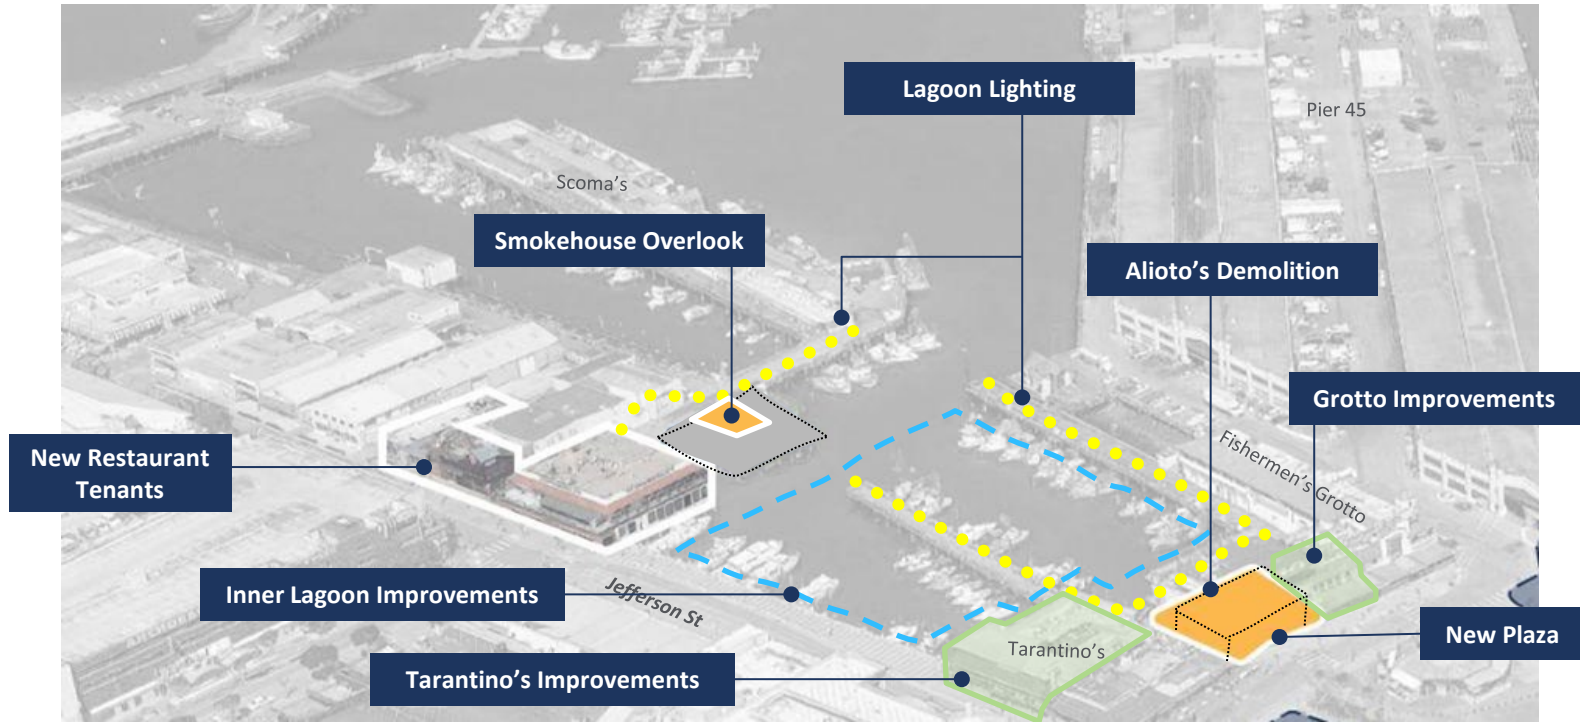 Lagoon Lighting
Pier 45
Scoma's
Smokehouse Overlook
Alioto's Demolition
Grotto Improvements
New Restaurant
Tenants
Fishermen's Grotto
Inner Lagoon Improvements
Jefferson St
New Plaza
Tarantino's
Tarantino's Improvements